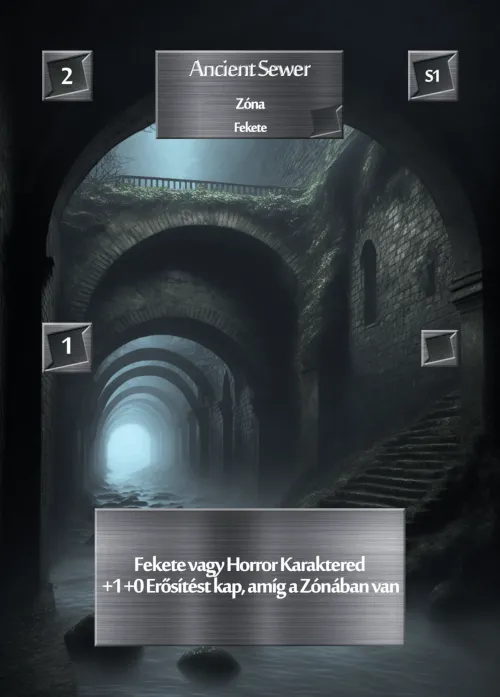 2
Ancient Sewer
S1
Zóna
Fekete
1
Fekete vagy Horror Karaktered
+1 +0 Erősítést kap, amíg a Zónában van